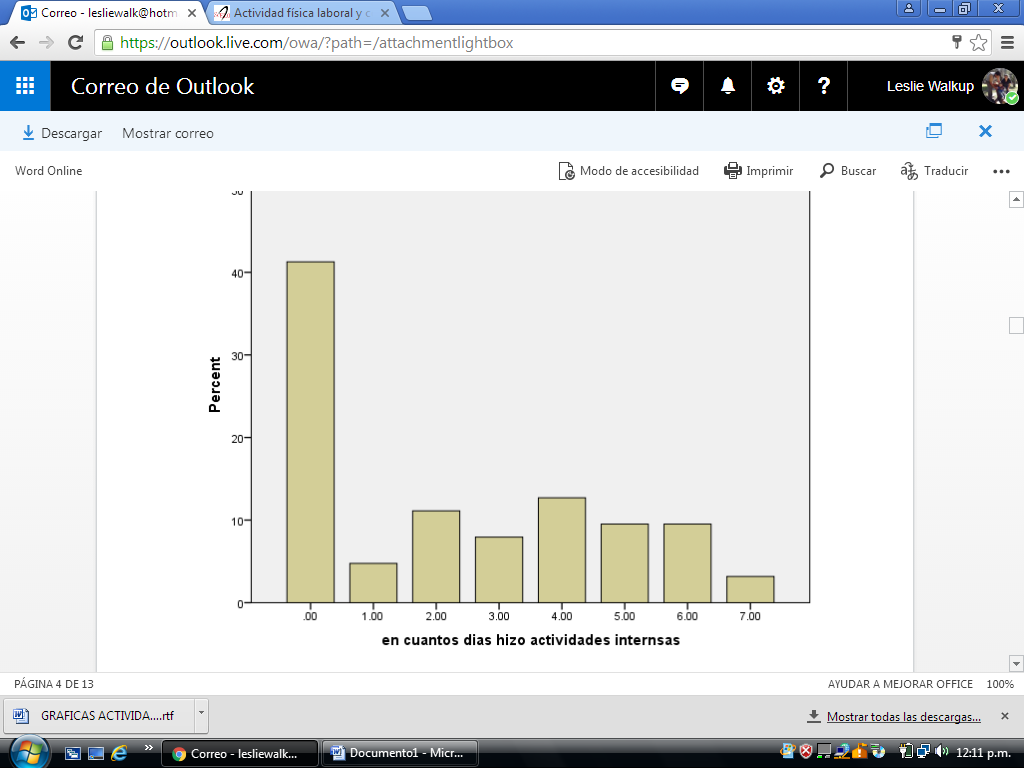 Correo - lesliewalk@hotm
Actividad física laboral y c
https://outlook.live.com/owa/?path=/attachmentlightbox
Correo de Outlook
Leslie Walkup
Descargar Mostrar correo
Word Online
Modo de accesibilidad Imprimir Buscar Traducir
50
40
30
20
10
0
Percent
.00 1.00 2.00 3.00 4.00 5.00 6.00 7.00
en cuantos dias hizo actividades internsas
PÁGINA 4 DE 13
AYUDAR A MEJORAR OFFICE 100%
GRAFICAS ACTIVIDA....rtf
Mostrar todas las descargas...
Correo - lesliewalk...
Documento1 - Micr...
12:11 p.m.